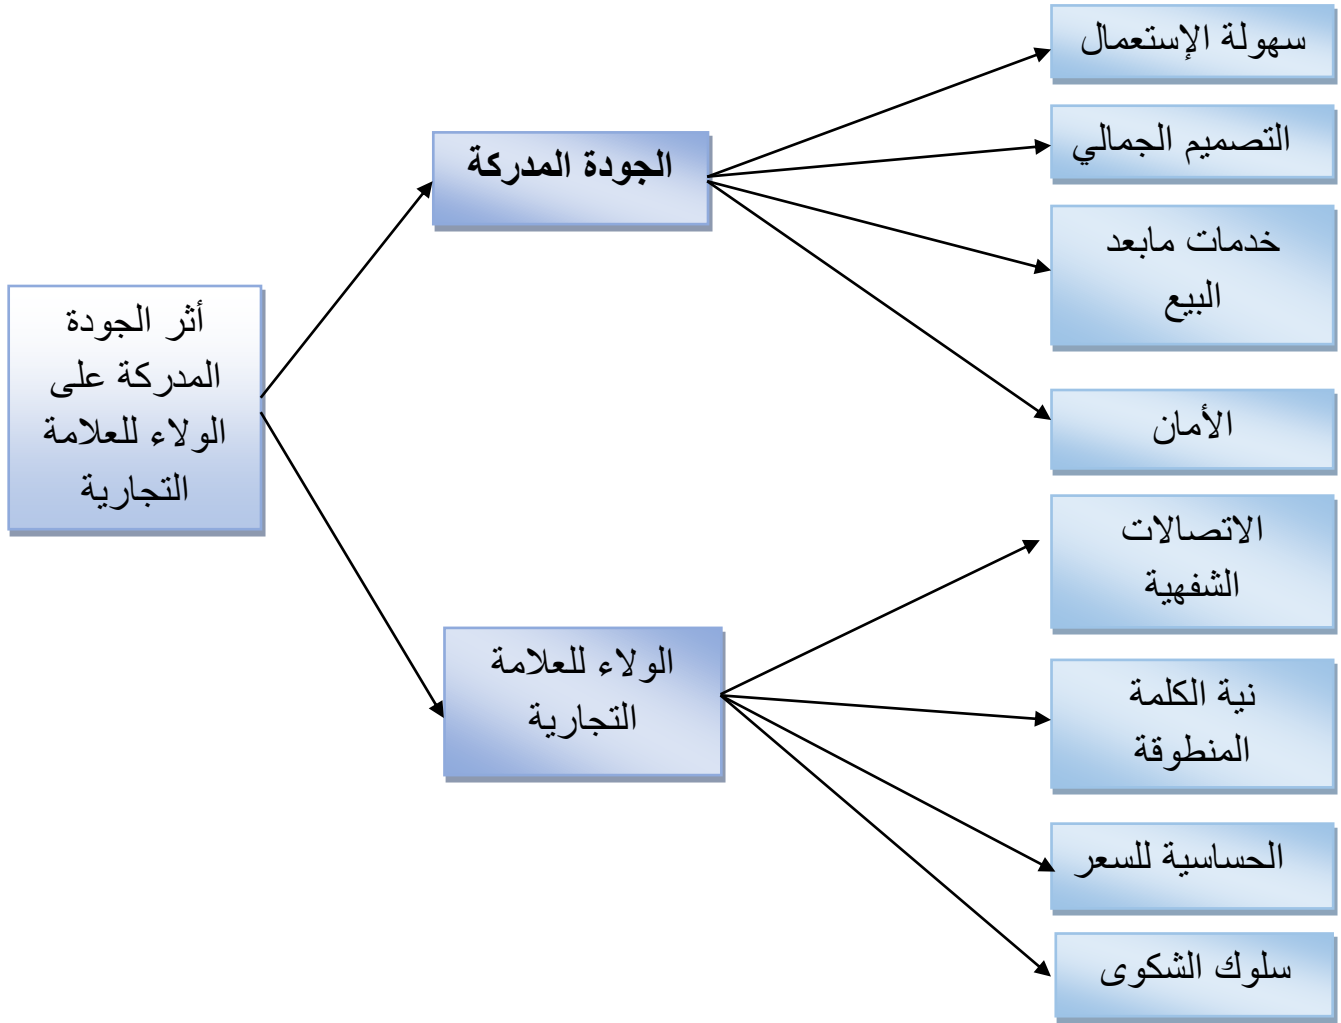 سهولة الإستعمال
الجودة المدركة
التصميم الجمالي
خدمات مابعد
البيع
أثر الجودة
المدركة على
الولاء للعلامة
التجارية
الأمان
الاتصالات
الشفهية
الولاء للعلامة
التجارية
نية الكلمة
المنطوقة
الحساسية للسعر
سلوك الشكوى